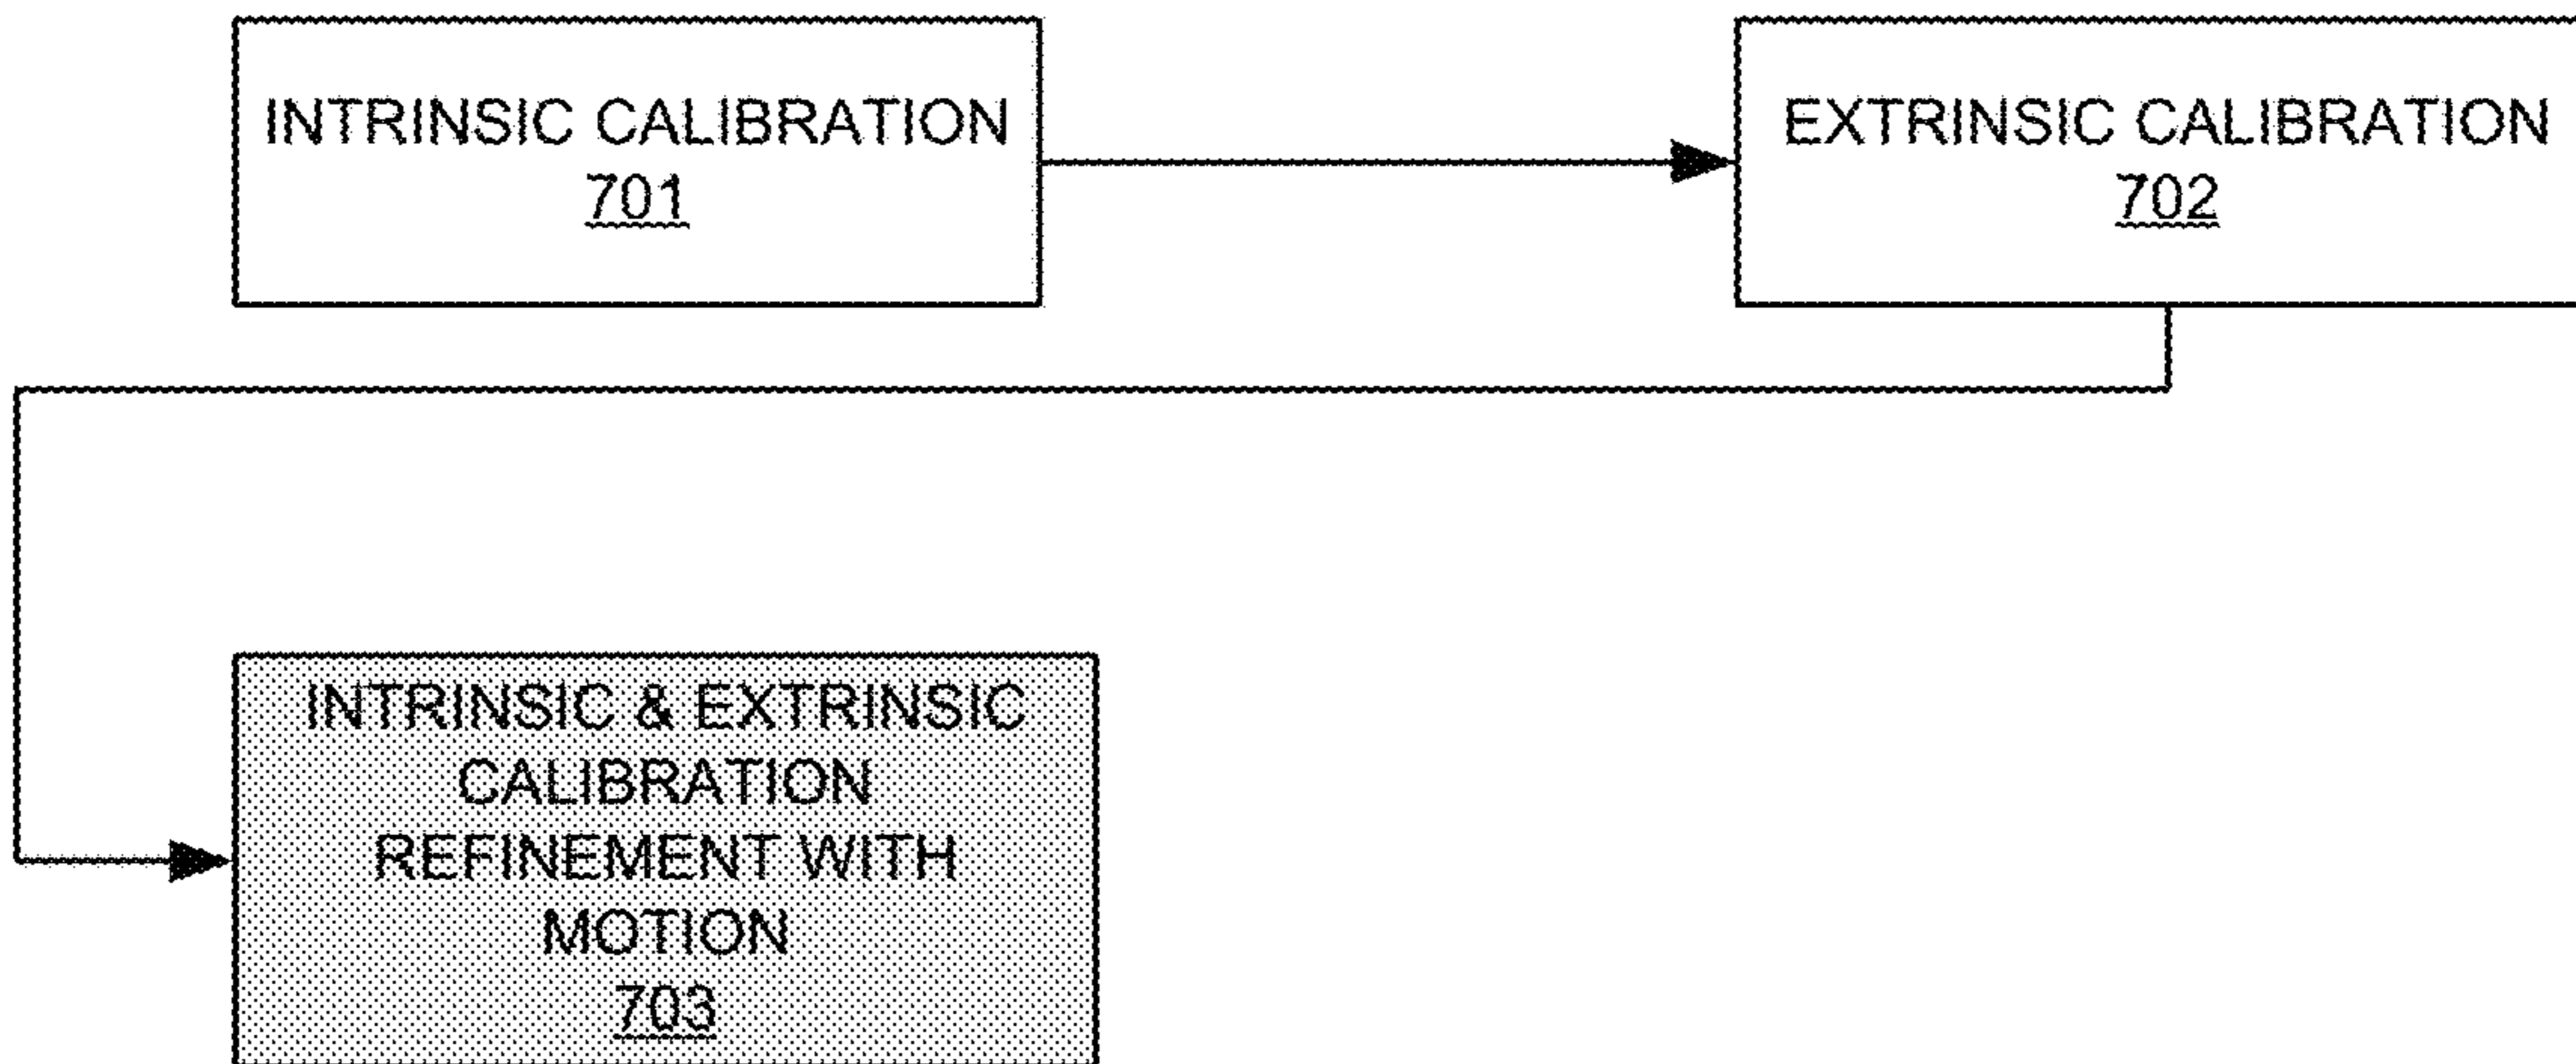 INTRINSIC CALIBRATION
701
EXTRINSIC CALIBRATION
702
INTRINSIC & EXTRINSIC
CALIBRATION
REFINEMENT WITH
MOTION
703